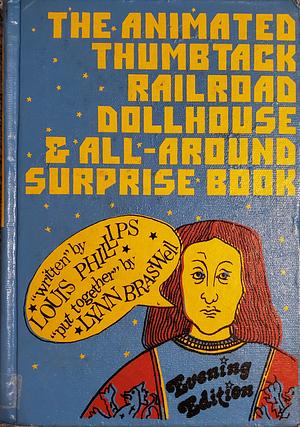 THE ANIMATED
THUMBTACK
RAILROAD
DOLLHOUSE
& ALL-AROUND
SURPRISE BOOK
"written" by
LOUIS PHILLIPS
"put together" by
LYNN BRASWell
Evening
Edition